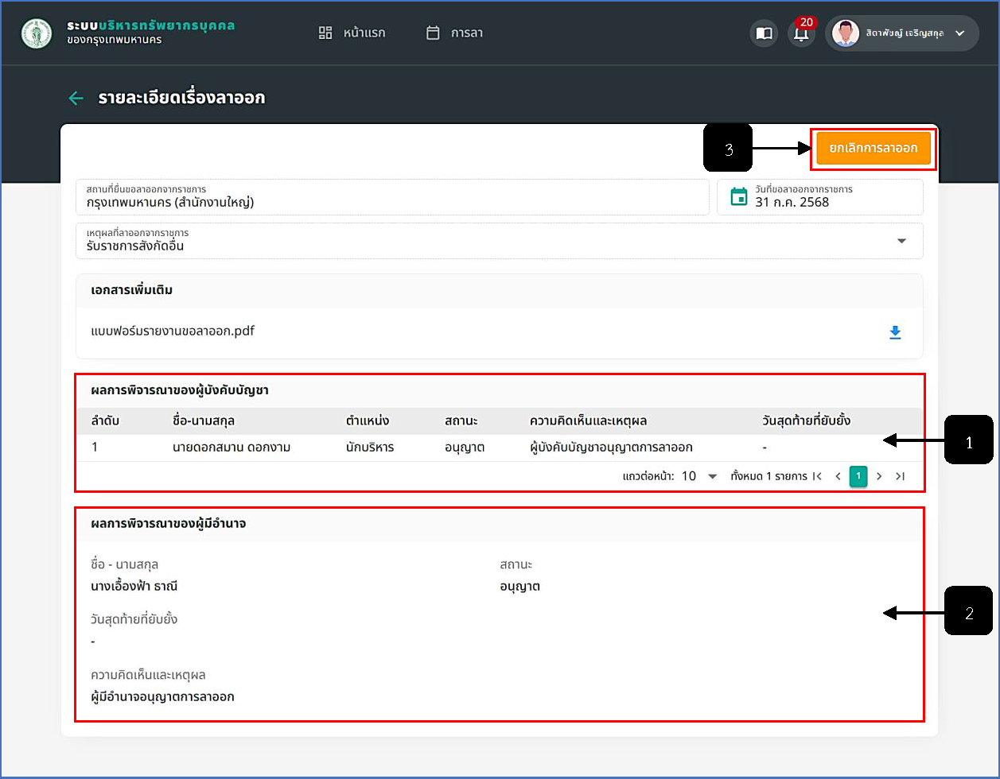 ระบบบริหารทรัพยากรบุคคล
ของกรุงเทพมหานคร
หน้าแรก
การลา
20
สิตาพัชญ์ เจริญสกุล
รายละเอียดเรื่องลาออก
3
ยกเลิกการลาออก
สถานที่ยื่นขอลาออกจากราชการ
กรุงเทพมหานคร (สำนักงานใหญ่)
วันที่ขอลาออกจากราชการ
31 ก.ค. 2568
เหตุผลที่ลาออกจากราชการ
รับราชการสังกัดอื่น
เอกสารเพิ่มเติม
แบบฟอร์มรายงานขอลาออก.pdf
ผลการพิจารณาของผู้บังคับบัญชา
ลำดับ ชื่อ-นามสกุล ตำแหน่ง สถานะ ความคิดเห็นและเหตุผล วันสุดท้ายที่ยับยั้ง
1 นายดอกสมาน ดอกงาม นักบริหาร อนุญาต ผู้บังคับบัญชาอนุญาตการลาออก -
1
แถวต่อหน้า: 10 ทั้งหมด 1 รายการ 1
ผลการพิจารณาของผู้มีอำนาจ
ชื่อ - นามสกุล สถานะ
นางเอื้องฟ้า ธาณี อนุญาต
2
วันสุดท้ายที่ยับยั้ง
-
ความคิดเห็นและเหตุผล
ผู้มีอำนาจอนุญาตการลาออก